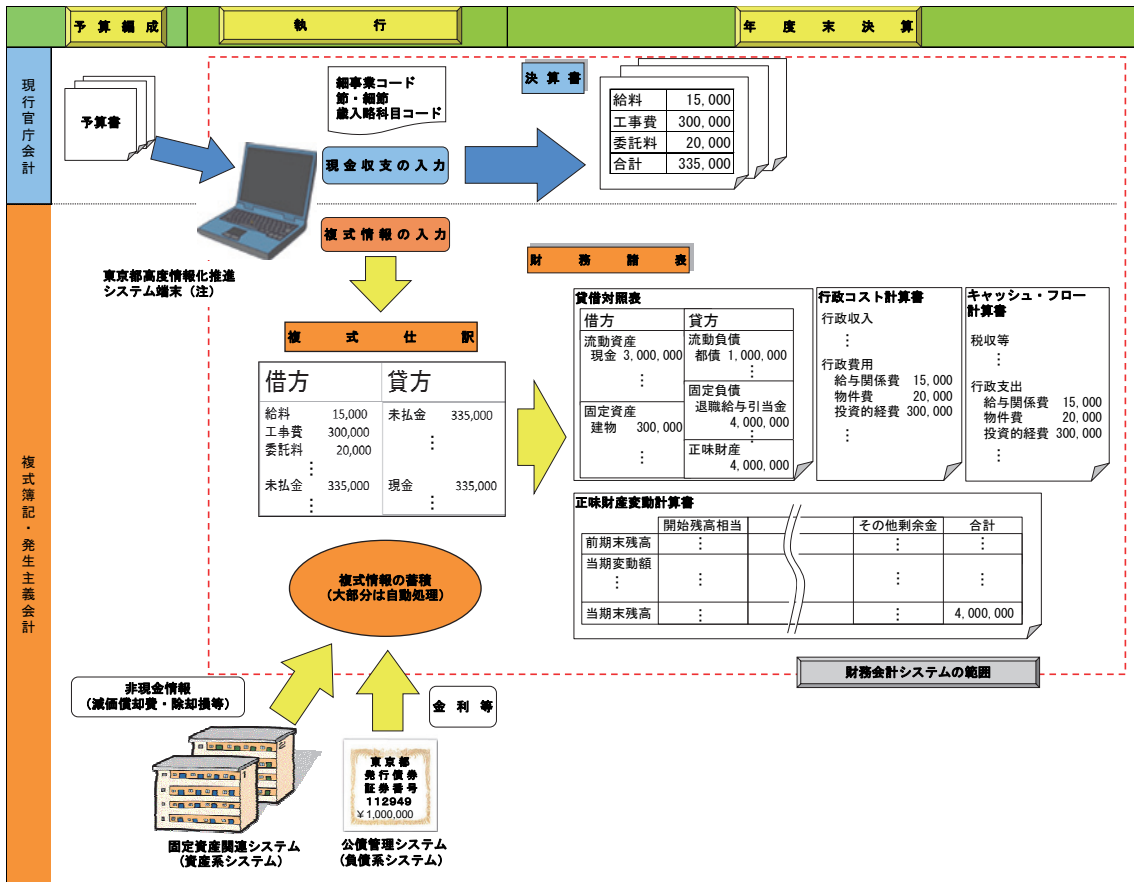 予算編成
執行
年度末決算
現行官庁会計
予算書
細事業コード
節・細節
歳入略科目コード
現金収支の入力
決算書
給料 15,000
工事費 300,000
委託料 20,000
合計 335,000
複式簿記・発生主義会計
東京都高度情報化推進
システム端末（注）
複式情報の入力
複式仕訳
借方 貸方
給料 15,000 未払金 335,000
工事費 300,000 ⋮
委託料 20,000
⋮
未払金 335,000 現金 335,000
⋮ ⋮
財務諸表
貸借対照表
借方 貸方
流動資産 流動負債
現金 3,000,000 都債 1,000,000
⋮ ⋮
固定負債
退職給与引当金
固定資産 4,000,000
建物 300,000 ⋮
⋮ 正味財産
4,000,000
行政コスト計算書
行政収入
⋮
行政費用
給与関係費 15,000
物件費 20,000
投資的経費 300,000
⋮
キャッシュ・フロー
計算書
税収等
⋮
行政支出
給与関係費 15,000
物件費 20,000
投資的経費 300,000
⋮
正味財産変動計算書
開始残高相当 その他剰余金 合計
前期末残高 ⋮ ⋮ ⋮
当期変動額 ⋮ ⋮ ⋮
⋮
当期末残高 ⋮ ⋮ 4,000,000
複式情報の蓄積
（大部分は自動処理）
財務会計システムの範囲
非現金情報
（減価償却費・除却損等）
金利等
東京都
発行債券
証券番号
112949
￥1,000,000
固定資産関連システム
（資産系システム）
公債管理システム
（負債系システム）